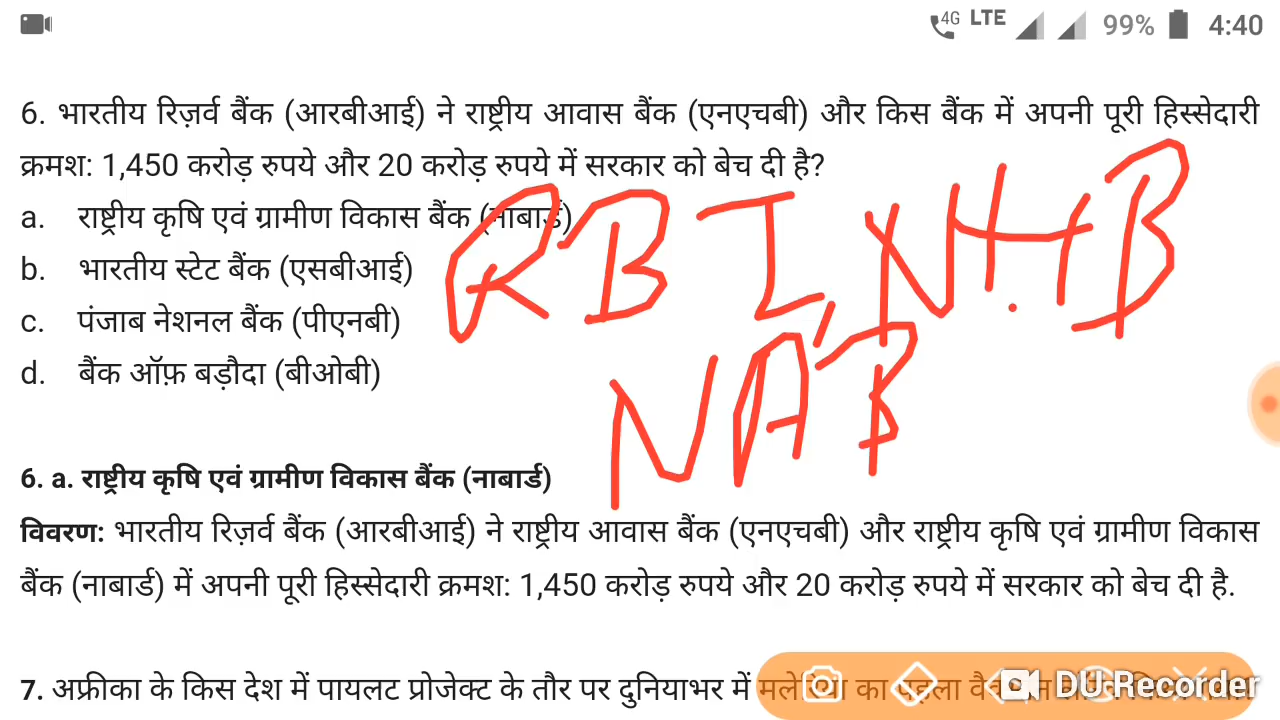 4G LTE 99% 4:40
6. भारतीय रिज़र्व बैंक (आरबीआई) ने राष्ट्रीय आवास बैंक (एनएचबी) और किस बैंक में अपनी पूरी हिस्सेदारी
क्रमश: 1,450 करोड़ रुपये और 20 करोड़ रुपये में सरकार को बेच दी है?
a. राष्ट्रीय कृषि एवं ग्रामीण विकास बैंक (नाबार्ड)
b. भारतीय स्टेट बैंक (एसबीआई)
c. पंजाब नेशनल बैंक (पीएनबी)
d. बैंक ऑफ़ बड़ौदा (बीओबी)
RBI, NHB
NAB
6. a. राष्ट्रीय कृषि एवं ग्रामीण विकास बैंक (नाबार्ड)
विवरण: भारतीय रिज़र्व बैंक (आरबीआई) ने राष्ट्रीय आवास बैंक (एनएचबी) और राष्ट्रीय कृषि एवं ग्रामीण विकास
बैंक (नाबार्ड) में अपनी पूरी हिस्सेदारी क्रमश: 1,450 करोड़ रुपये और 20 करोड़ रुपये में सरकार को बेच दी है.
7. अफ्रीका के किस देश में पायलट प्रोजेक्ट के तौर पर दुनियाभर में मलेरिया का पहला
DU Recorder